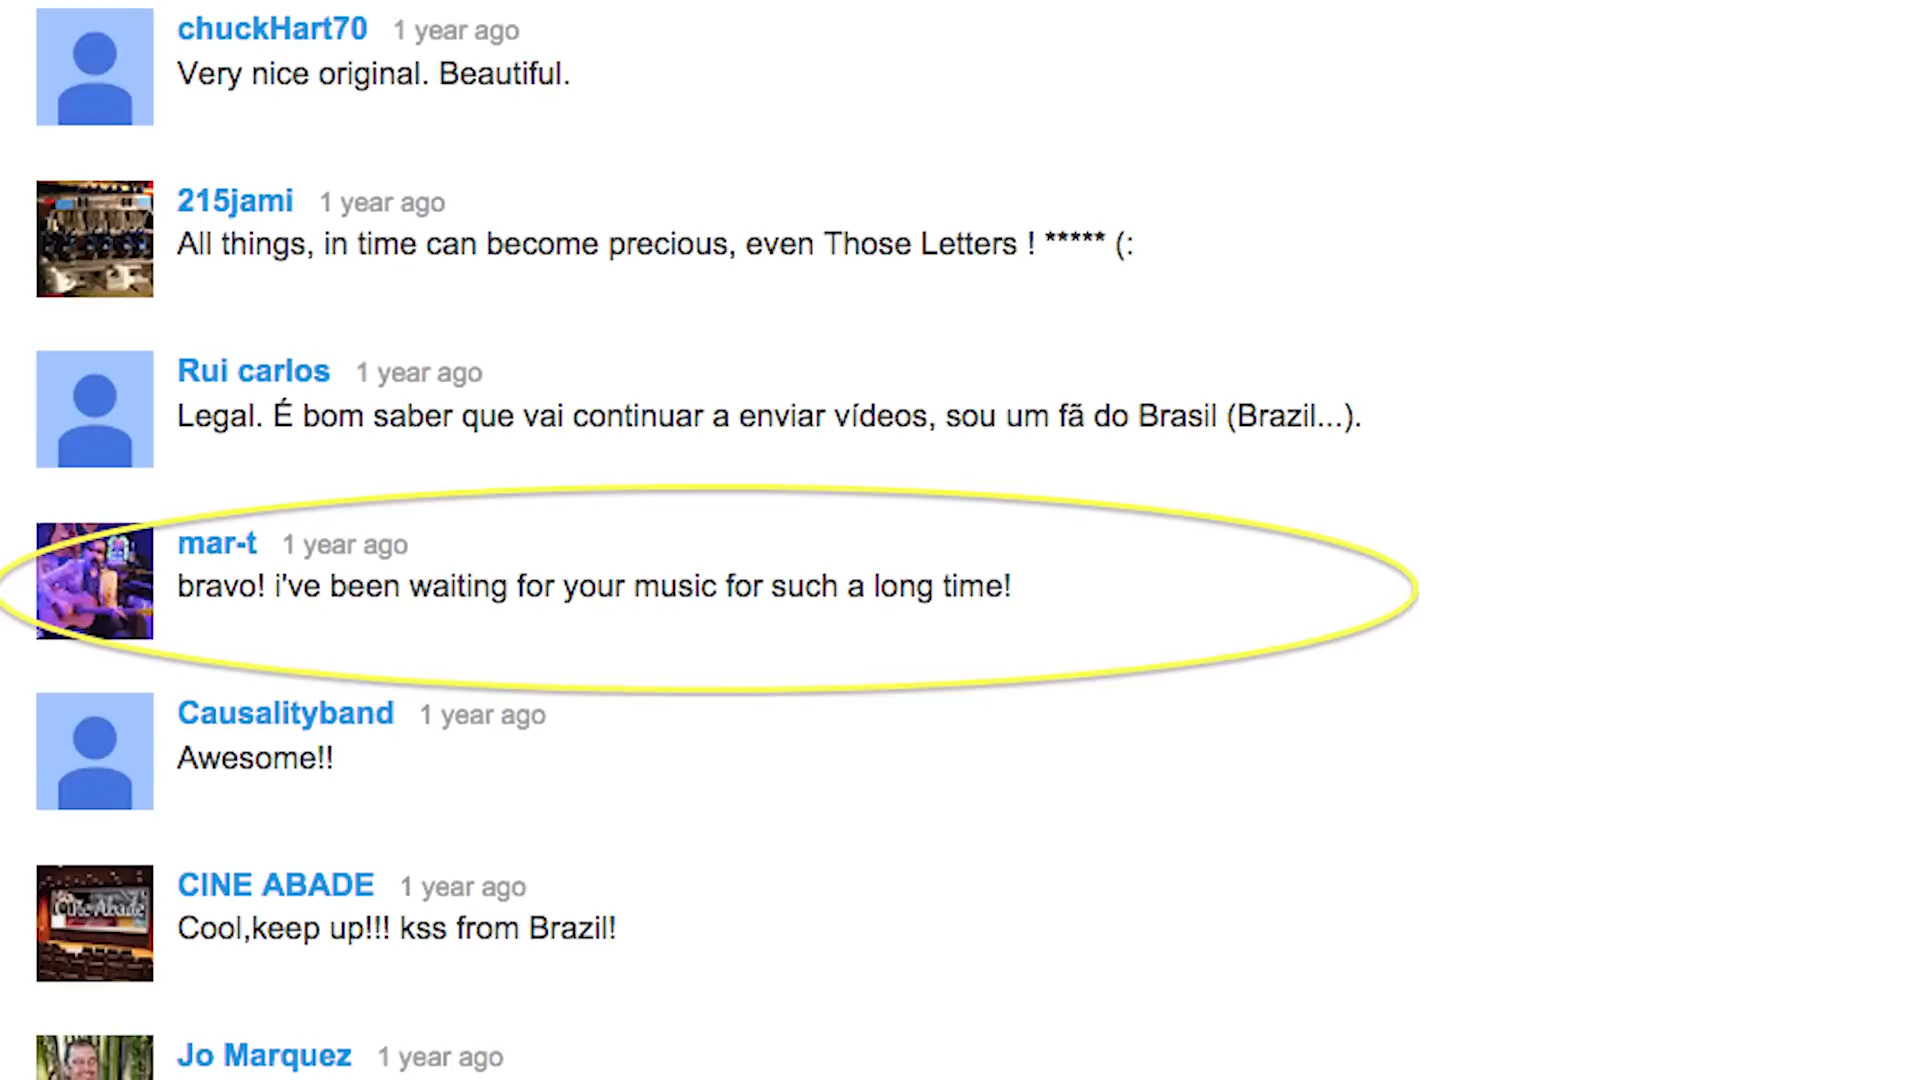 chuckHart70 1 year ago
Very nice original. Beautiful.
215jami 1 year ago
All things, in time can become precious, even Those Letters ! ***** (:
Rui carlos 1 year ago
Legal. É bom saber que vai continuar a enviar vídeos, sou um fã do Brasil (Brazil...).
mar-t 1 year ago
bravo! i've been waiting for your music for such a long time!
Causalityband 1 year ago
Awesome!!
CINE ABADE 1 year ago
Cool,keep up!!! kss from Brazil!
Jo Marquez 1 year ago